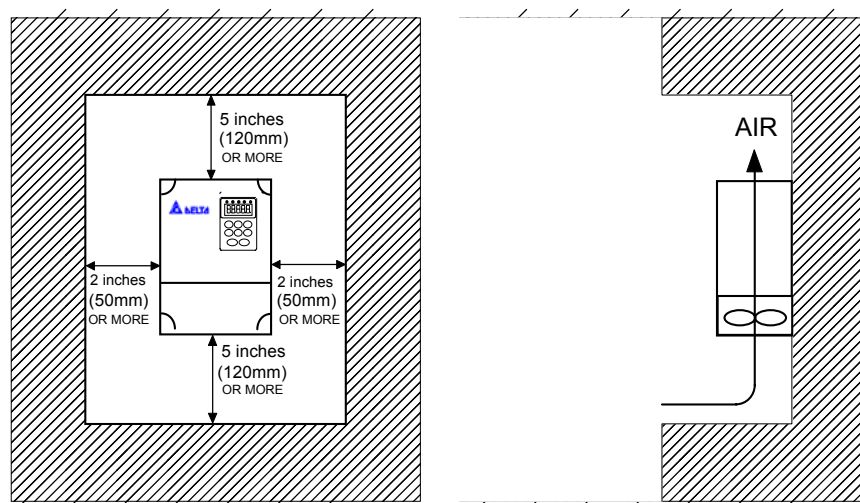 5 inches
(120mm)
OR MORE
AIR
DELTA
88888
2 inches
(50mm)
OR MORE
2 inches
(50mm)
OR MORE
5 inches
(120mm)
OR MORE